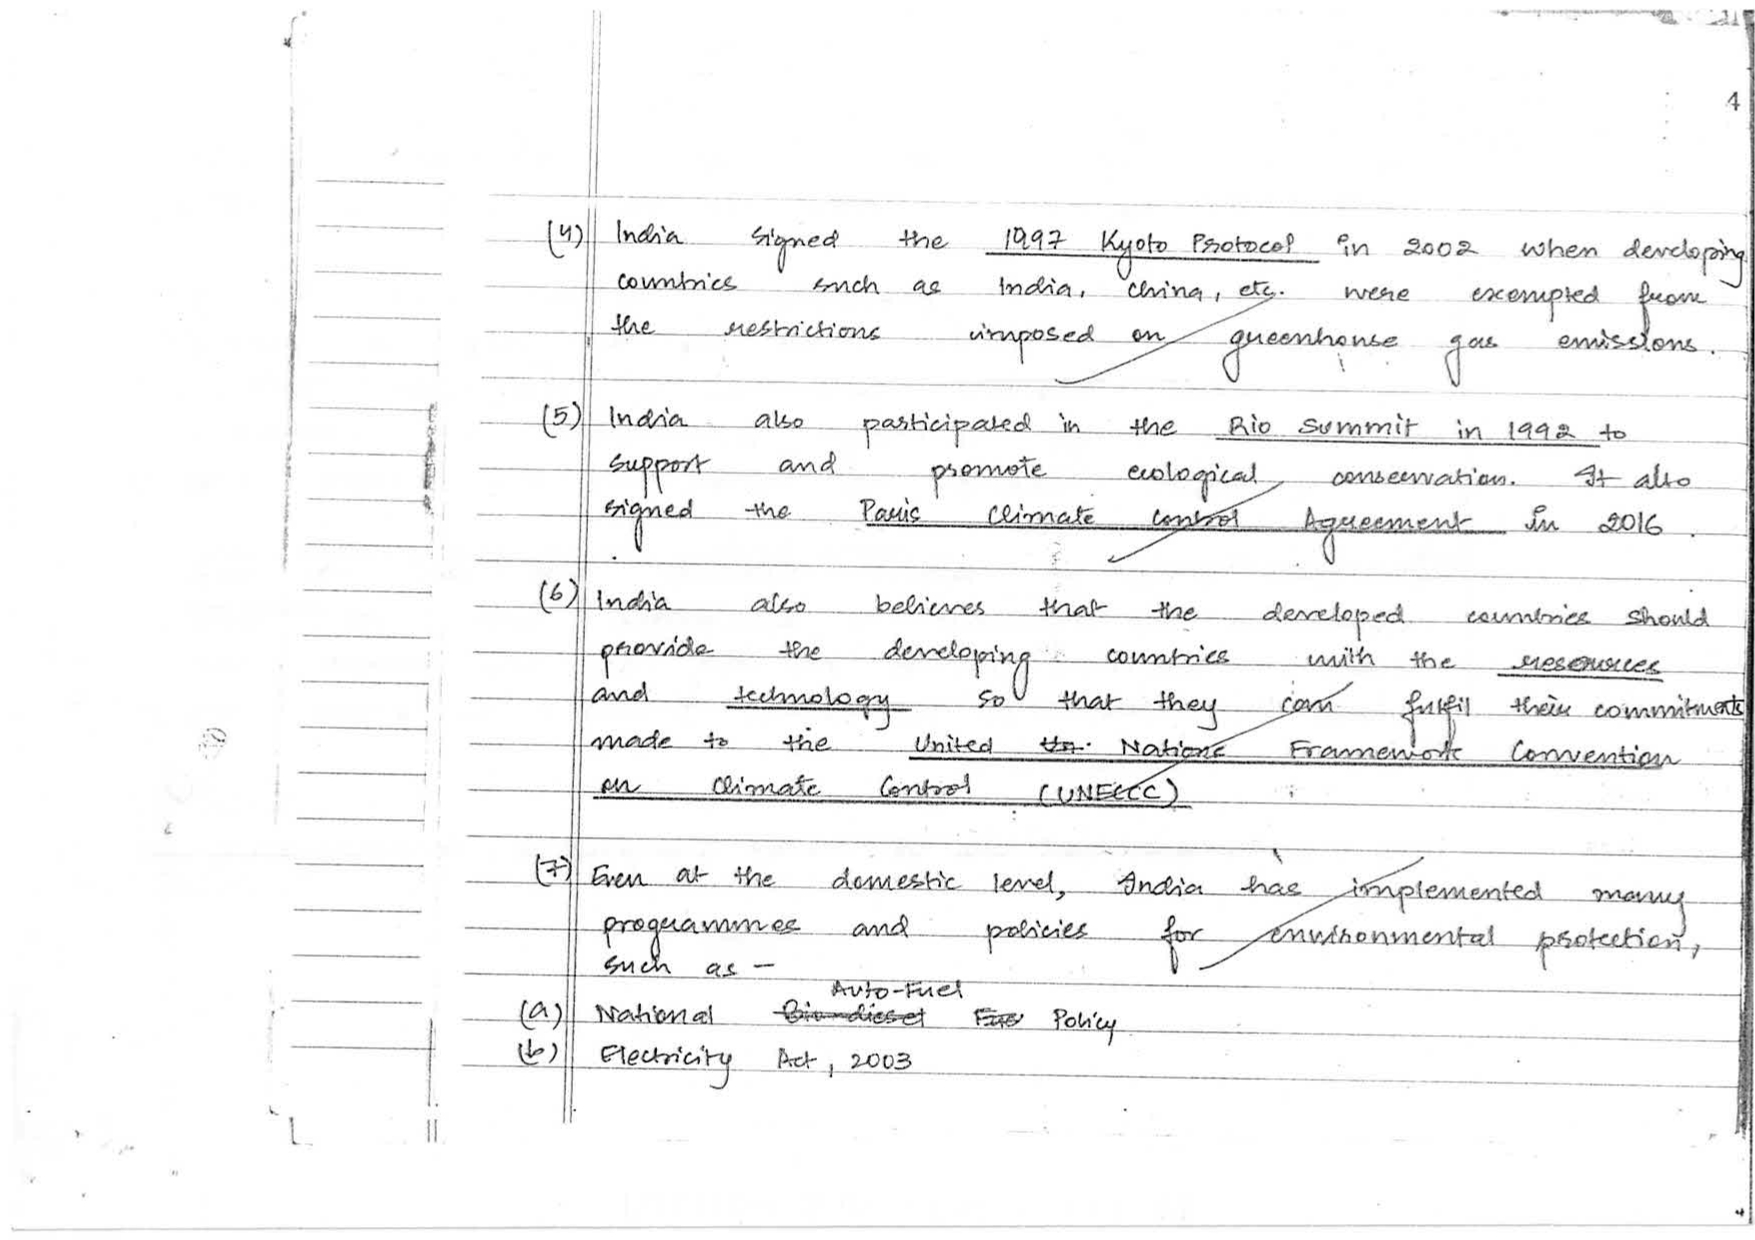 4
(4) India signed the 1997 Kyoto Protocol in 2002 when developing
countries such as India, China, etc. were exempted from
the restrictions imposed on greenhouse gas emissions.
(5) India also participated in the Rio Summit in 1992 to
support and promote ecological conservation. It also
signed the Paris Climate Control Agreement in 2016.
(6) India also believes that the developed countries should
provide the developing countries with the resources
and technology so that they can fulfil their commitments
made to the United the Nations Framework Convention
on Climate Control (UNFCCC)
(7) Even at the domestic level, India has implemented many
programmes and policies for environmental protection,
such as –
Auto-Fuel
(a) National Bio-diesel Policy
(b) Electricity Act, 2003
4